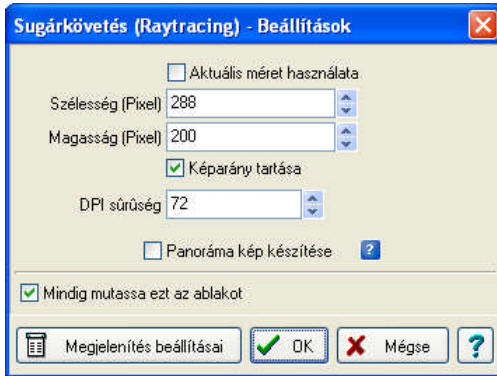 Sugárkövetés (Raytracing) - Beállítások
Aktuális méret használata
Szélesség (Pixel) 288
Magasság (Pixel) 200
Képarány tartása
DPI sûrûség 72
Panoráma kép készítése ?
Mindig mutassa ezt az ablakot
Megjelenítés beállításai OK Mégse ?